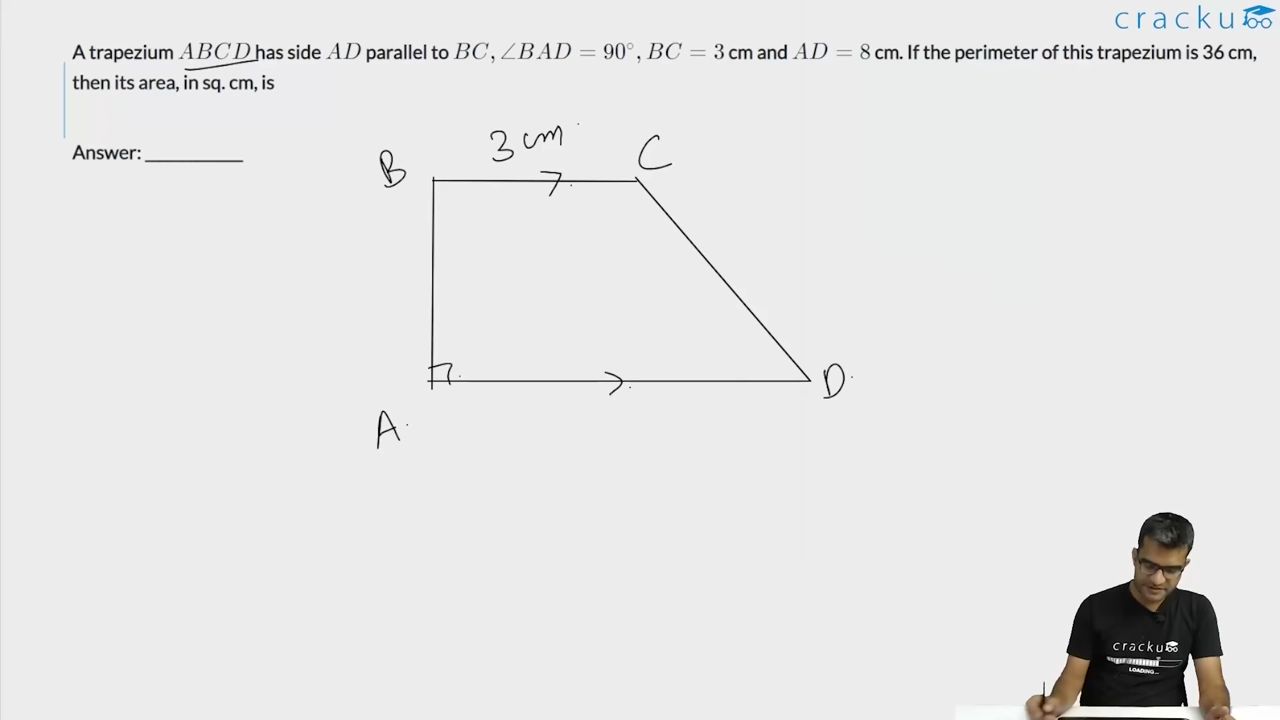 cracku
A trapezium ABCD has side AD parallel to BC, ∠BAD = 90°, BC = 3 cm and AD = 8 cm. If the perimeter of this trapezium is 36 cm,
then its area, in sq. cm, is
Answer: __________
3 cm
B
C
D
A
cracku
LOADING...